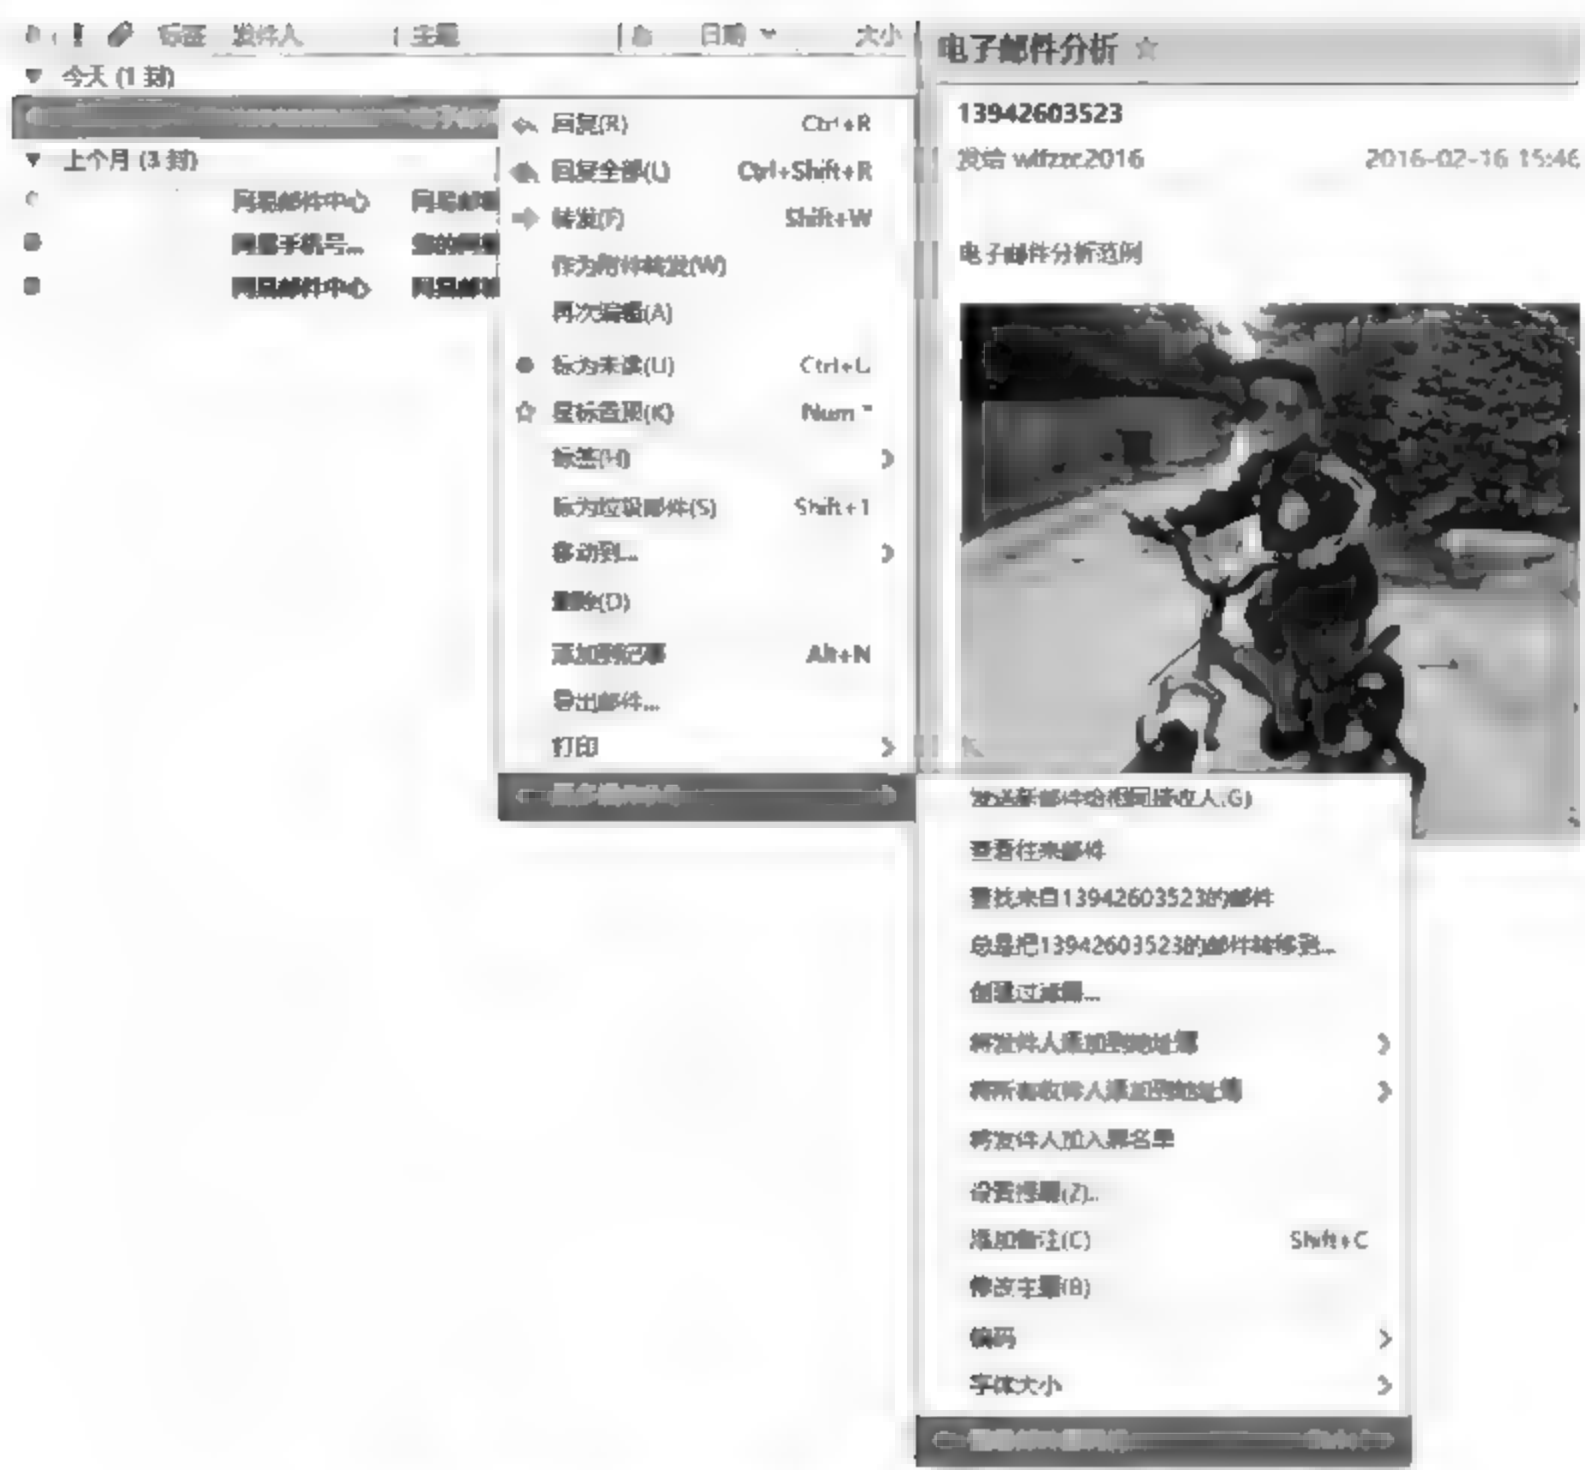 标签 发件人 主题 日期 大小
今天 (1 封)
上个月 (3 封)
网易邮件中心
网易手机号...
网易邮件中心
回复(R) Ctrl+R
回复全部(L) Ctrl+Shift+R
转发(F) Shift+W
作为附件转发(W)
再次编辑(A)
标为未读(U) Ctrl+U
星标置顶(K) Num *
标签(H)
标为垃圾邮件(S) Shift+1
移动到...
删除(D)
添加到记事 Alt+N
导出邮件...
打印
电子邮件分析
13942603523
发给 wlfzzc2016 2016-02-16 15:46
电子邮件分析范例
发送新邮件给相同接收人(G)
查看往来邮件
查找来自13942603523的邮件
总是把13942603523的邮件转移到...
创建过滤器...
将发件人添加到地址簿
将所有收件人添加到地址簿
将发件人加入黑名单
设置提醒(Z)...
添加备注(C) Shift+C
修改主题(B)
编码
字体大小